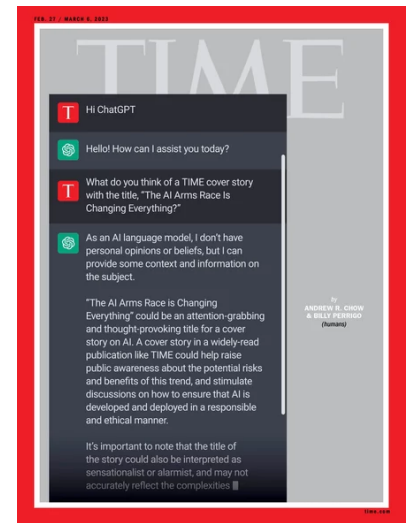 FEB. 27 / MARCH 6, 2023
TIME
T
Hi ChatGPT
Hello! How can I assist you today?
T
What do you think of a TIME cover story
with the title, “The AI Arms Race Is
Changing Everything?”
As an AI language model, I don't have
personal opinions or beliefs, but I can
provide some context and information on
the subject.
“The AI Arms Race is Changing
Everything” could be an attention-grabbing
and thought-provoking title for a cover
story on AI. A cover story in a widely-read
publication like TIME could help raise
public awareness about the potential risks
and benefits of this trend, and stimulate
discussions on how to ensure that AI is
developed and deployed in a responsible
and ethical manner.
It's important to note that the title of
the story could also be interpreted as
sensationalist or alarmist, and may not
accurately reflect the complexities
by
ANDREW R. CHOW
& BILLY PERRIGO
(humans)
time.com